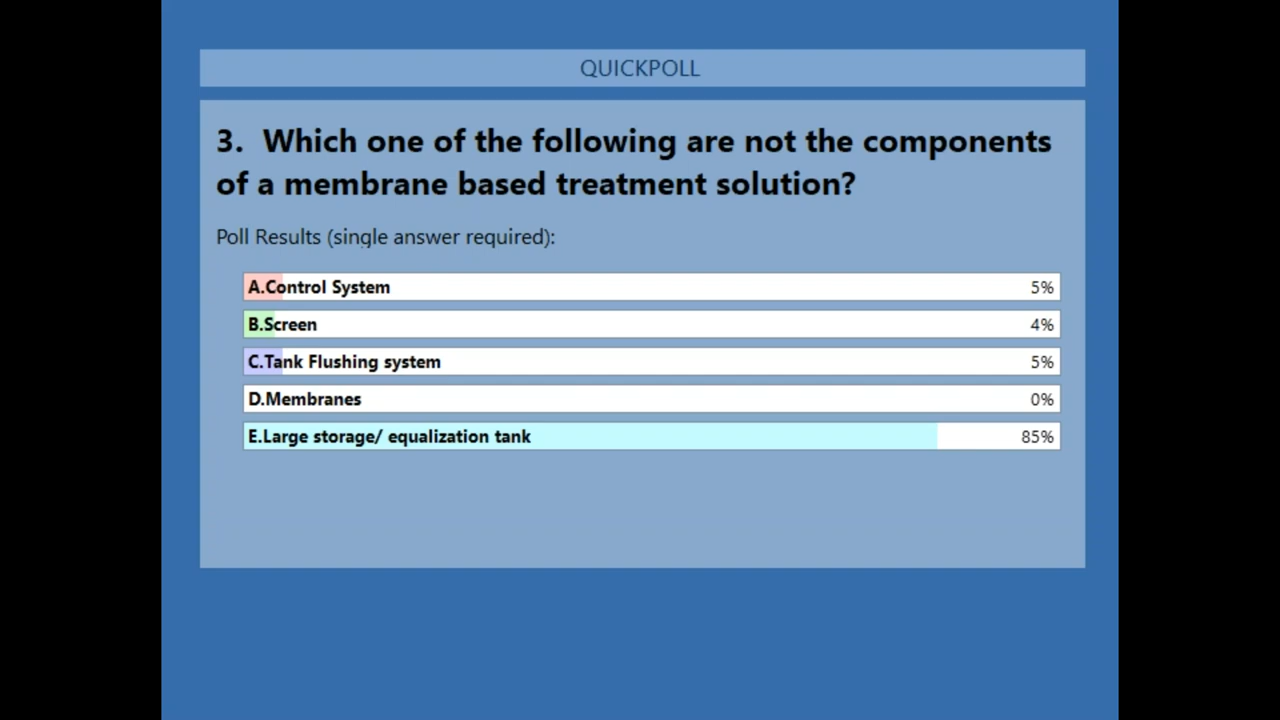 QUICKPOLL
3. Which one of the following are not the components
of a membrane based treatment solution?
Poll Results (single answer required):
A.Control System 5%
B.Screen 4%
C.Tank Flushing system 5%
D.Membranes 0%
E.Large storage/ equalization tank 85%